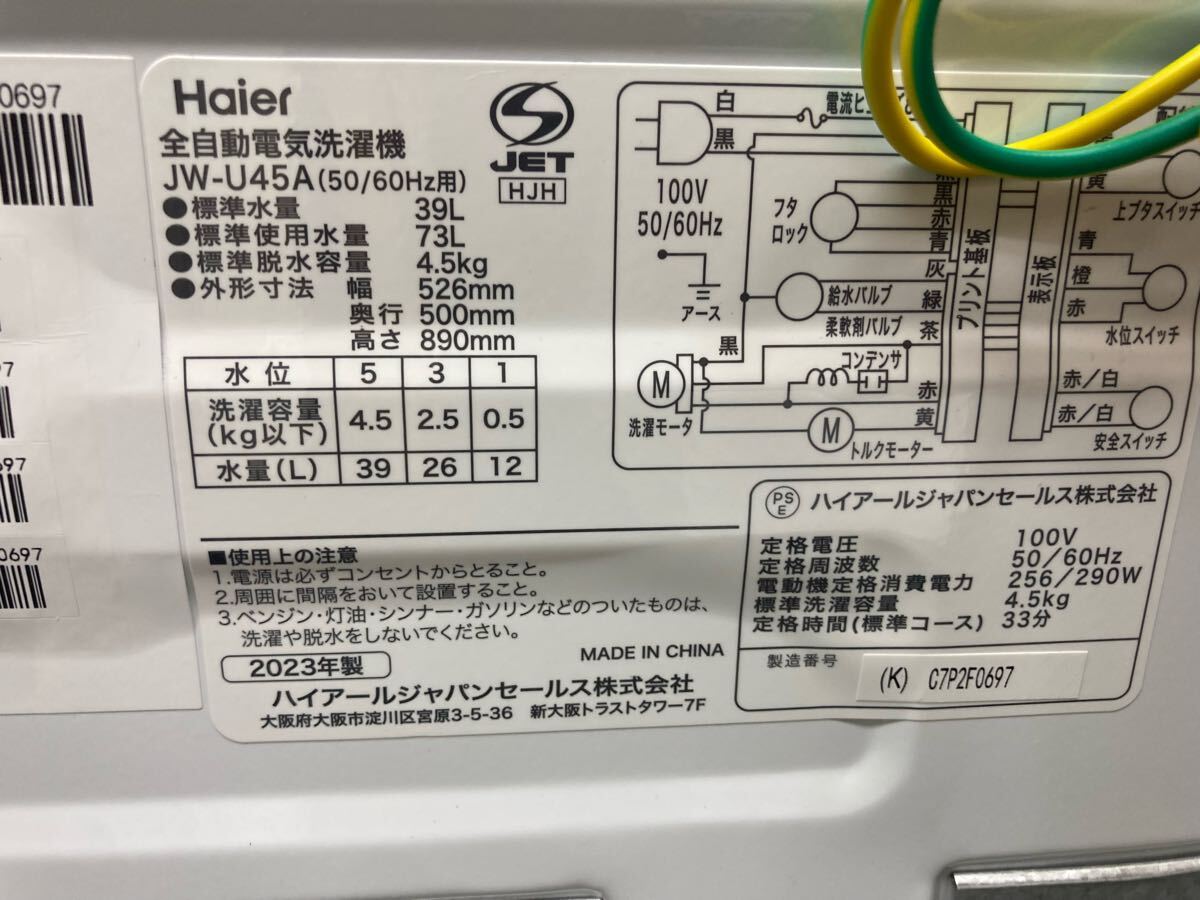 0697
Haier
全自動電気洗濯機
JW-U45A(50/60Hz用)
●標準水量 39L
●標準使用水量 73L
●標準脱水容量 4.5kg
●外形寸法 幅 526mm
奥行 500mm
高さ 890mm
JET
HJH
水位 5 3 1
洗濯容量(kg以下) 4.5 2.5 0.5
水量(L) 39 26 12
白
黒
100V
50/60Hz
アース
フタロック
黒
赤
青
灰
給水バルブ
緑
柔軟剤バルブ
茶
黒
コンデンサ
M
洗濯モータ
赤
黄
M
トルクモーター
プリント基板
表示板
黄
上ブタスイッチ
青
橙
赤
水位スイッチ
赤/白
赤/白
安全スイッチ
■使用上の注意
1.電源は必ずコンセントからとること。
2.周囲に間隔をおいて設置すること。
3.ベンジン・灯油・シンナー・ガソリンなどのついたものは、
洗濯や脱水をしないでください。
2023年製
MADE IN CHINA
ハイアールジャパンセールス株式会社
大阪府大阪市淀川区宮原3-5-36 新大阪トラストタワー7F
PSE ハイアールジャパンセールス株式会社
定格電圧 100V
定格周波数 50/60Hz
電動機定格消費電力 256/290W
標準洗濯容量 4.5kg
定格時間(標準コース) 33分
製造番号 (K) C7P2F0697
97
697
0697